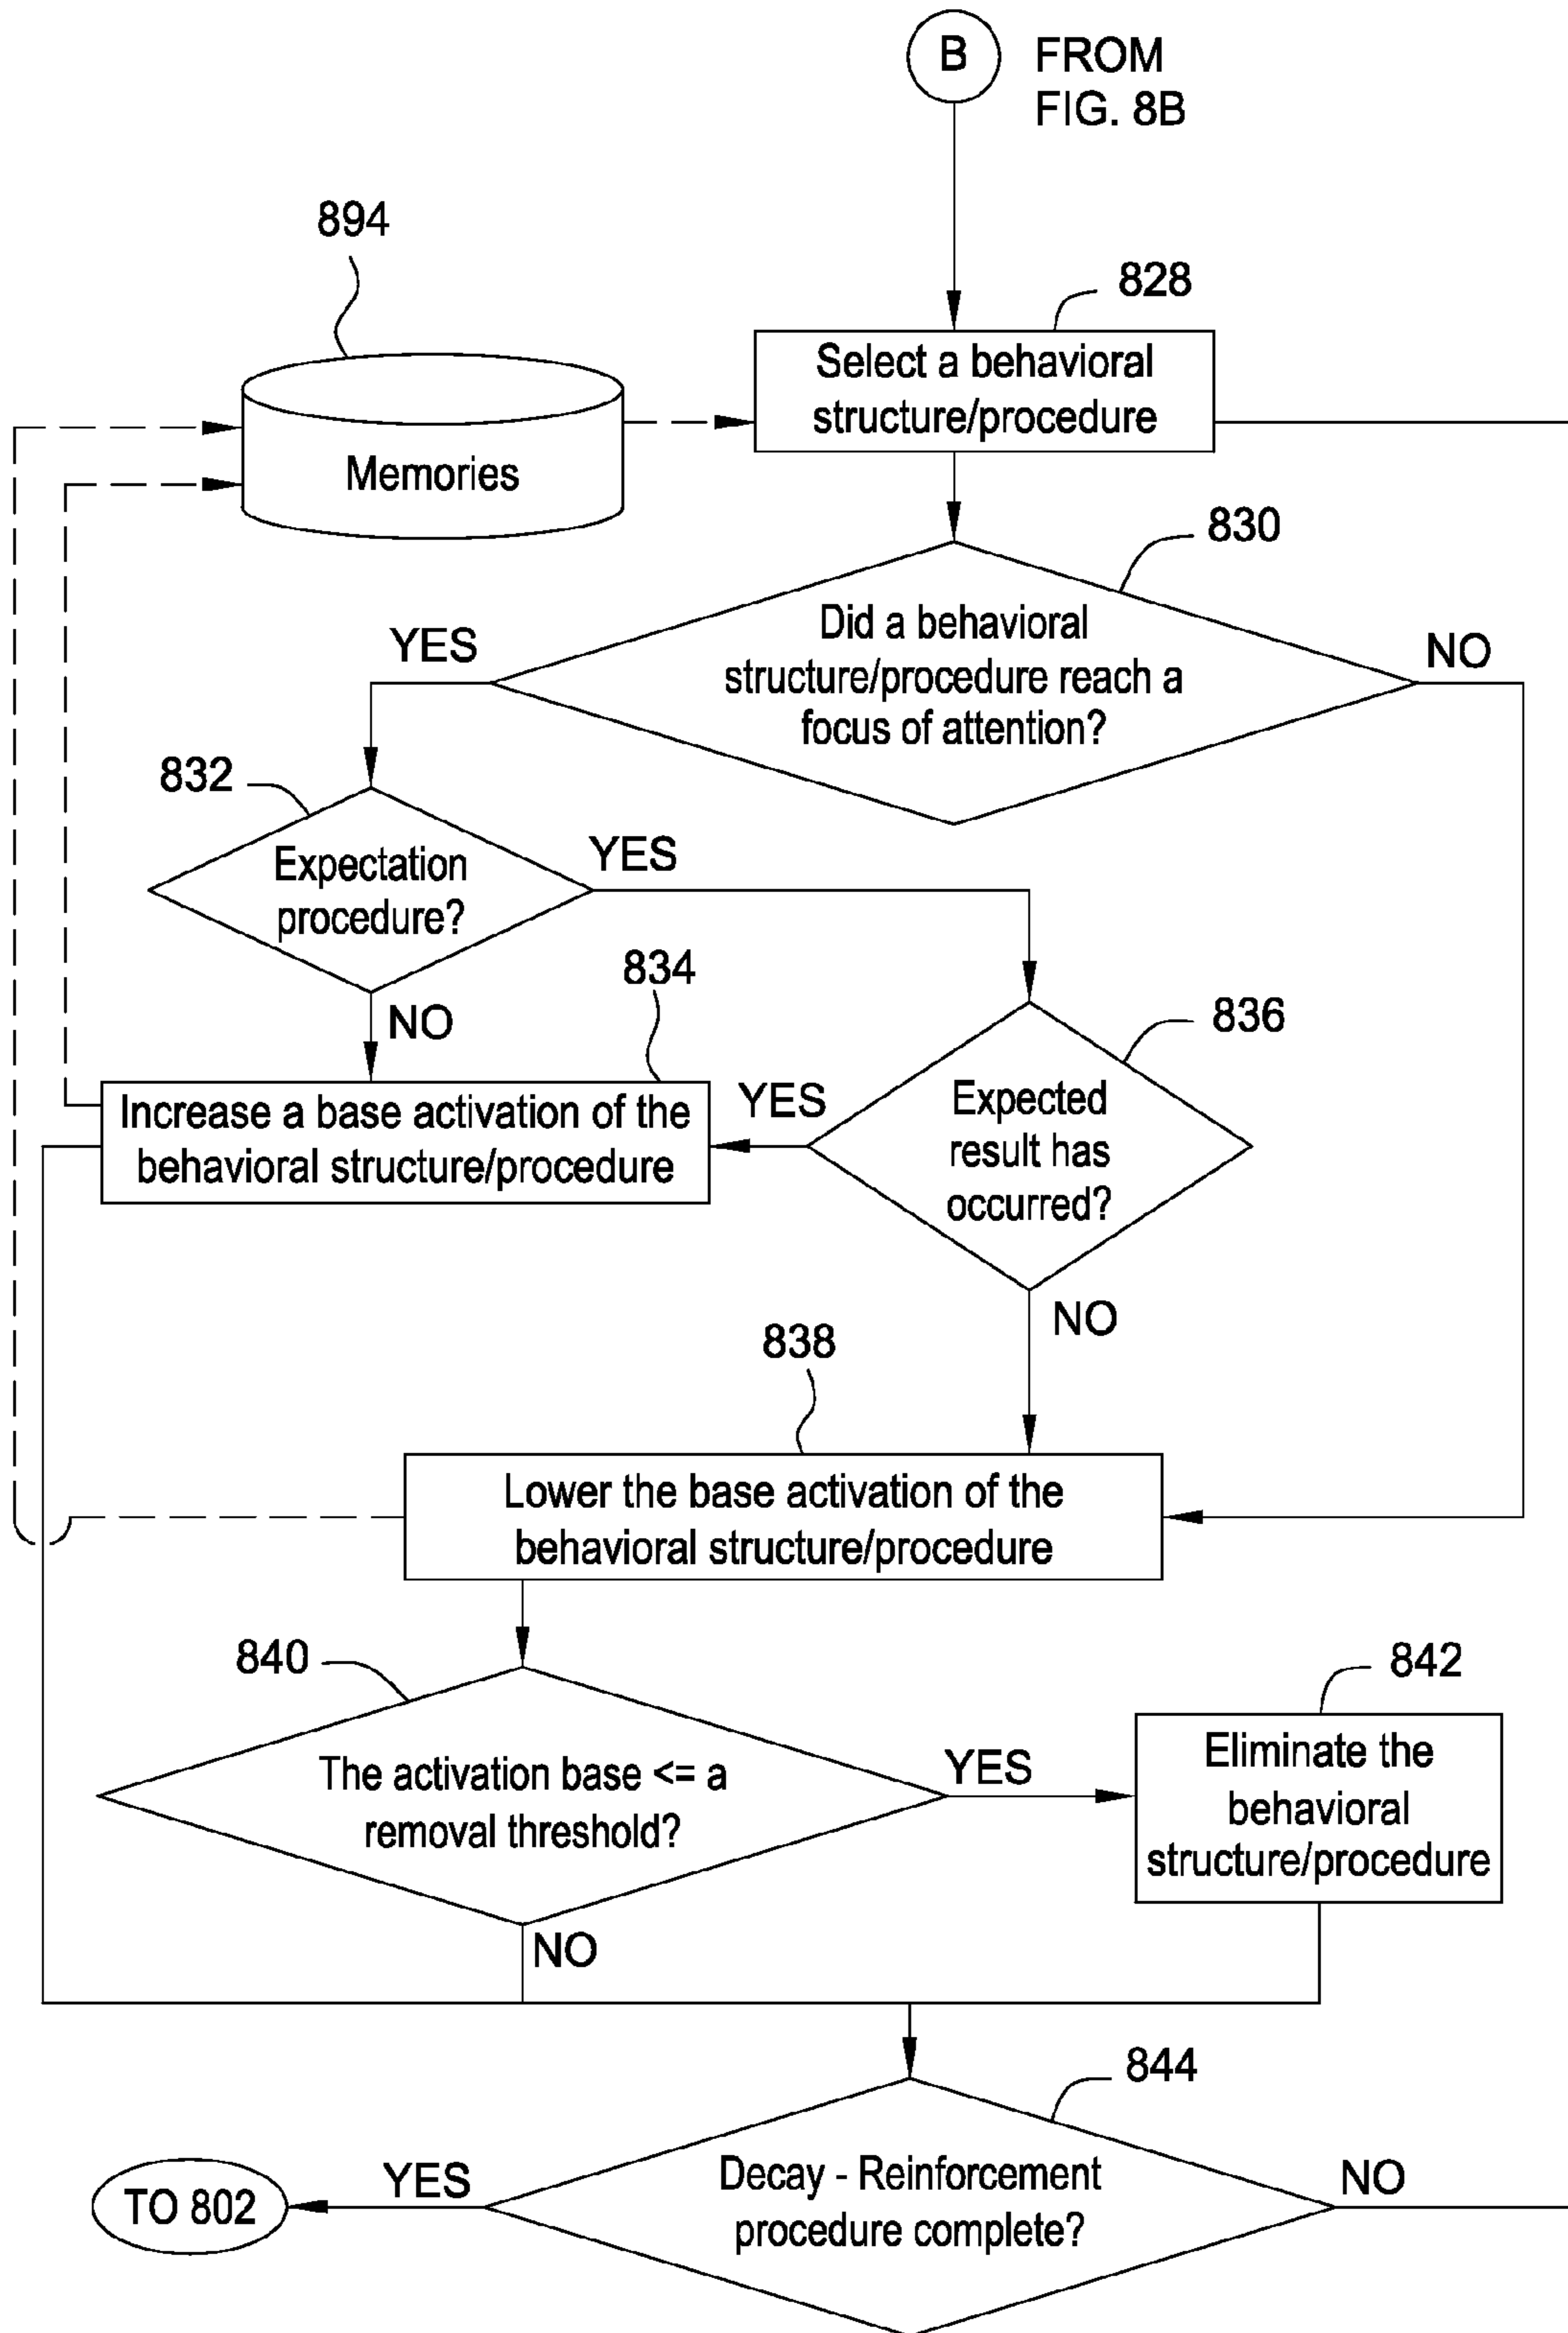 B
FROM
FIG. 8B
894
828
Select a behavioral
structure/procedure
Memories
830
Did a behavioral
structure/procedure reach a
focus of attention?
YES
NO
832
Expectation
procedure?
YES
NO
834
836
Increase a base activation of the
behavioral structure/procedure
YES
Expected
result has
occurred?
NO
838
Lower the base activation of the
behavioral structure/procedure
840
842
The activation base <= a
removal threshold?
YES
Eliminate the
behavioral
structure/procedure
NO
844
Decay - Reinforcement
procedure complete?
YES
NO
TO 802